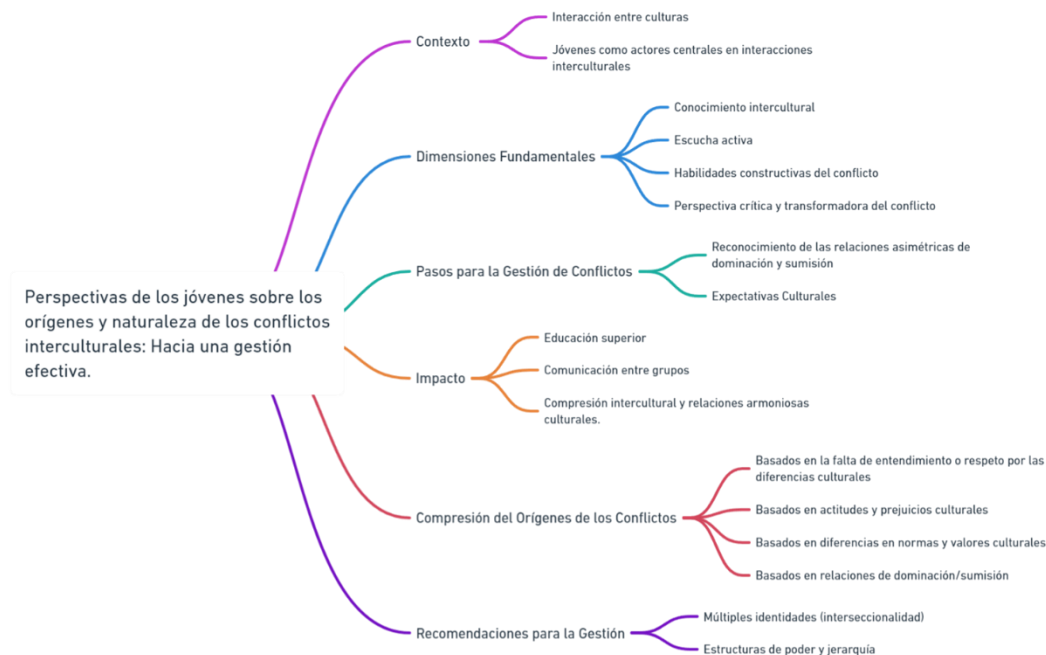 Perspectivas de los jóvenes sobre los
orígenes y naturaleza de los conflictos
interculturales: Hacia una gestión
efectiva.
Contexto
Interacción entre culturas
Jóvenes como actores centrales en interacciones
interculturales
Dimensiones Fundamentales
Conocimiento intercultural
Escucha activa
Habilidades constructivas del conflicto
Perspectiva crítica y transformadora del conflicto
Pasos para la Gestión de Conflictos
Reconocimiento de las relaciones asimétricas de
dominación y sumisión
Expectativas Culturales
Impacto
Educación superior
Comunicación entre grupos
Compresión intercultural y relaciones armoniosas
culturales.
Compresión del Orígenes de los Conflictos
Basados en la falta de entendimiento o respeto por las
diferencias culturales
Basados en actitudes y prejuicios culturales
Basados en diferencias en normas y valores culturales
Basados en relaciones de dominación/sumisión
Recomendaciones para la Gestión
Múltiples identidades (interseccionalidad)
Estructuras de poder y jerarquía